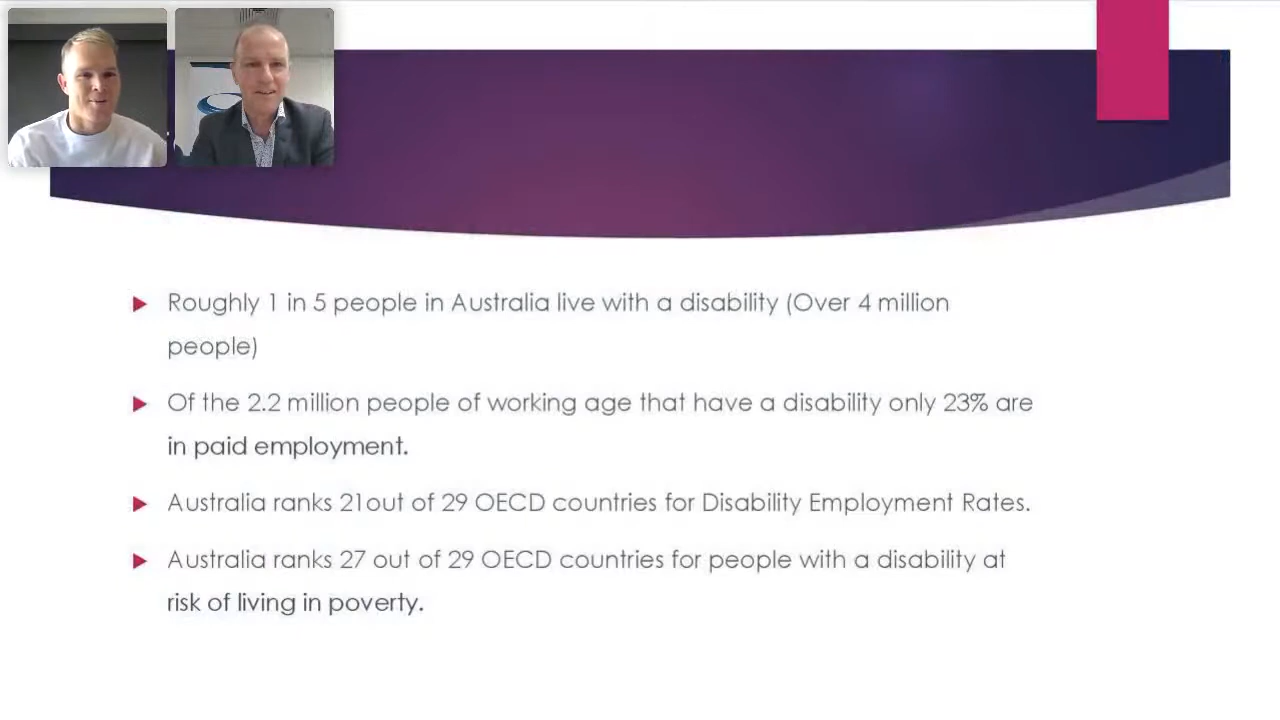 Roughly 1 in 5 people in Australia live with a disability (Over 4 million
people)
Of the 2.2 million people of working age that have a disability only 23% are
in paid employment.
Australia ranks 21out of 29 OECD countries for Disability Employment Rates.
Australia ranks 27 out of 29 OECD countries for people with a disability at
risk of living in poverty.